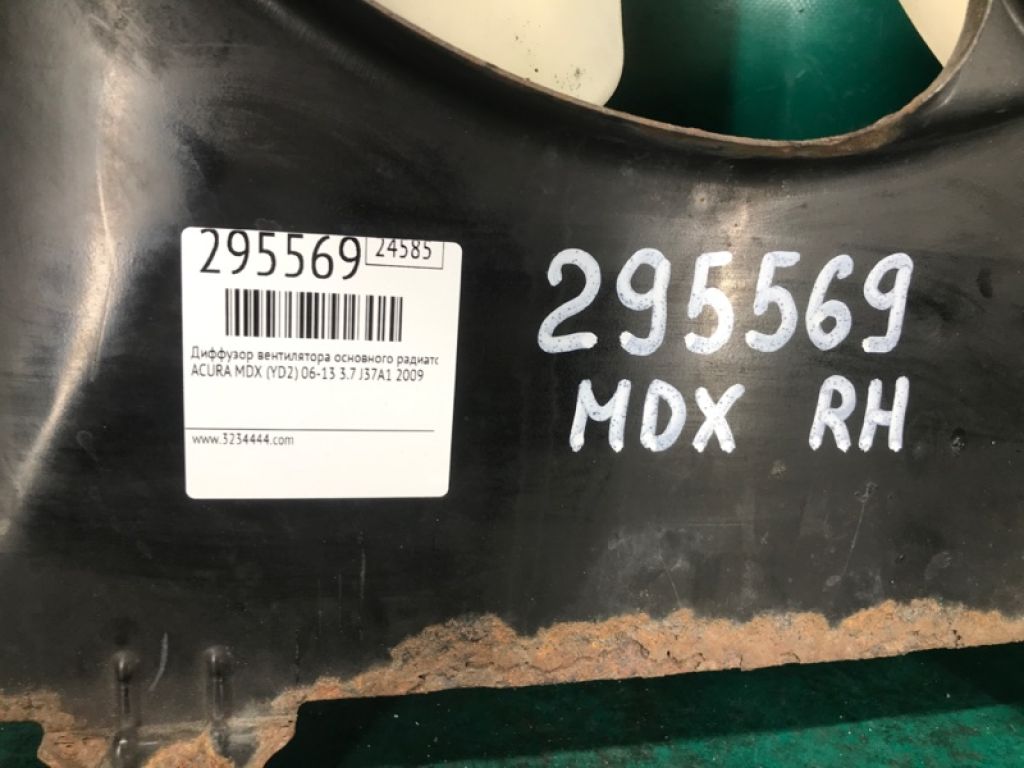 295569 24585
Диффузор вентилятора основного радиатс
ACURA MDX (YD2) 06-13 3.7 J37A1 2009
www.3234444.com
295569
MDX RH